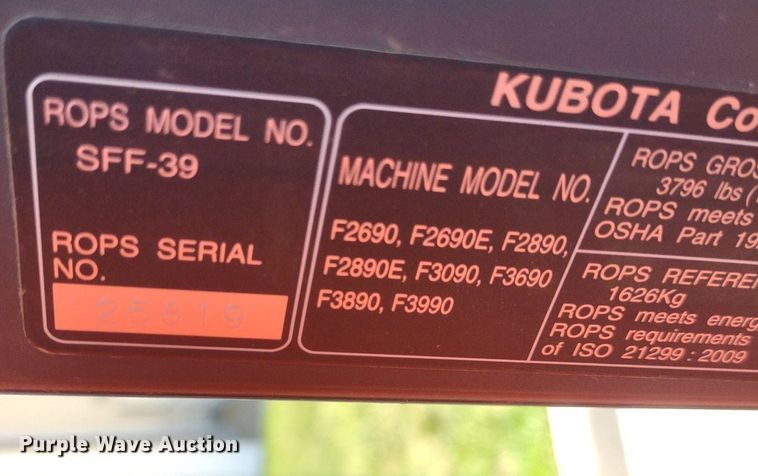 KUBOTA Co
ROPS MODEL NO.
SFF-39
ROPS SERIAL
NO.
MACHINE MODEL NO.
F2690, F2690E, F2890,
F2890E, F3090, F3690
F3890, F3990
ROPS GROS
3796 lbs (
ROPS meets
OSHA Part 19
ROPS REFEREN
1626Kg
ROPS meets energ
ROPS requirements
of ISO 21299 : 2009
Purple Wave Auction